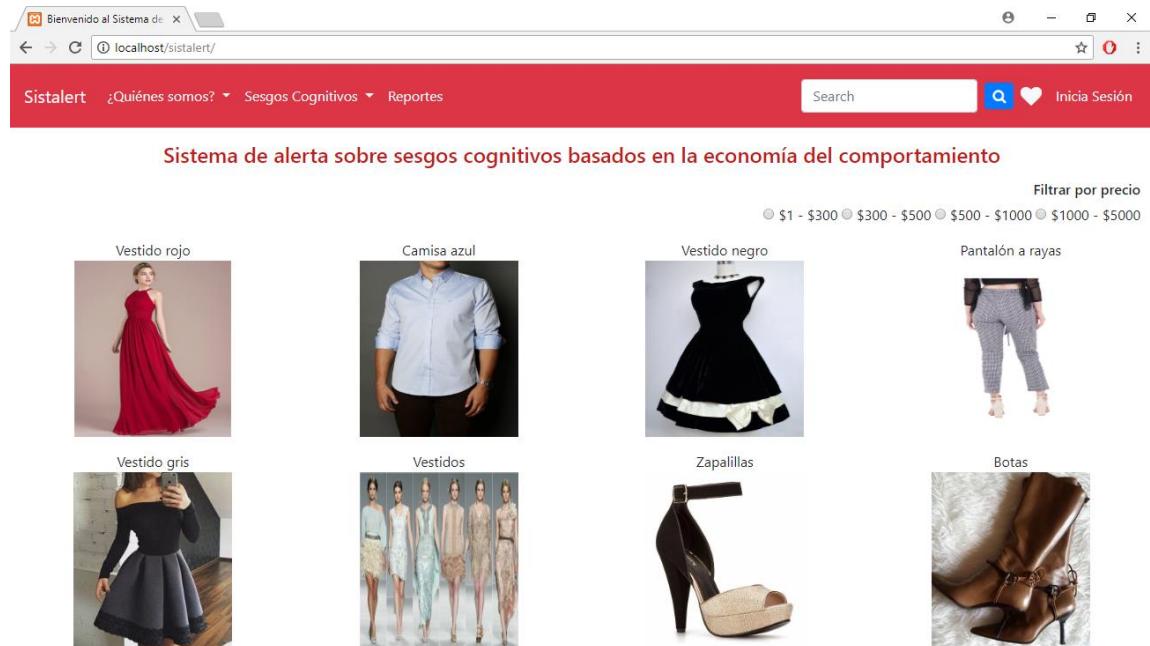 Bienvenido al Sistema de
localhost/sistalert/
Sistalert ¿Quiénes somos? Sesgos Cognitivos Reportes Search Inicia Sesión
Sistema de alerta sobre sesgos cognitivos basados en la economía del comportamiento
Filtrar por precio
$1 - $300 $300 - $500 $500 - $1000 $1000 - $5000
Vestido rojo Camisa azul Vestido negro Pantalón a rayas
Vestido gris Vestidos Zapalillas Botas